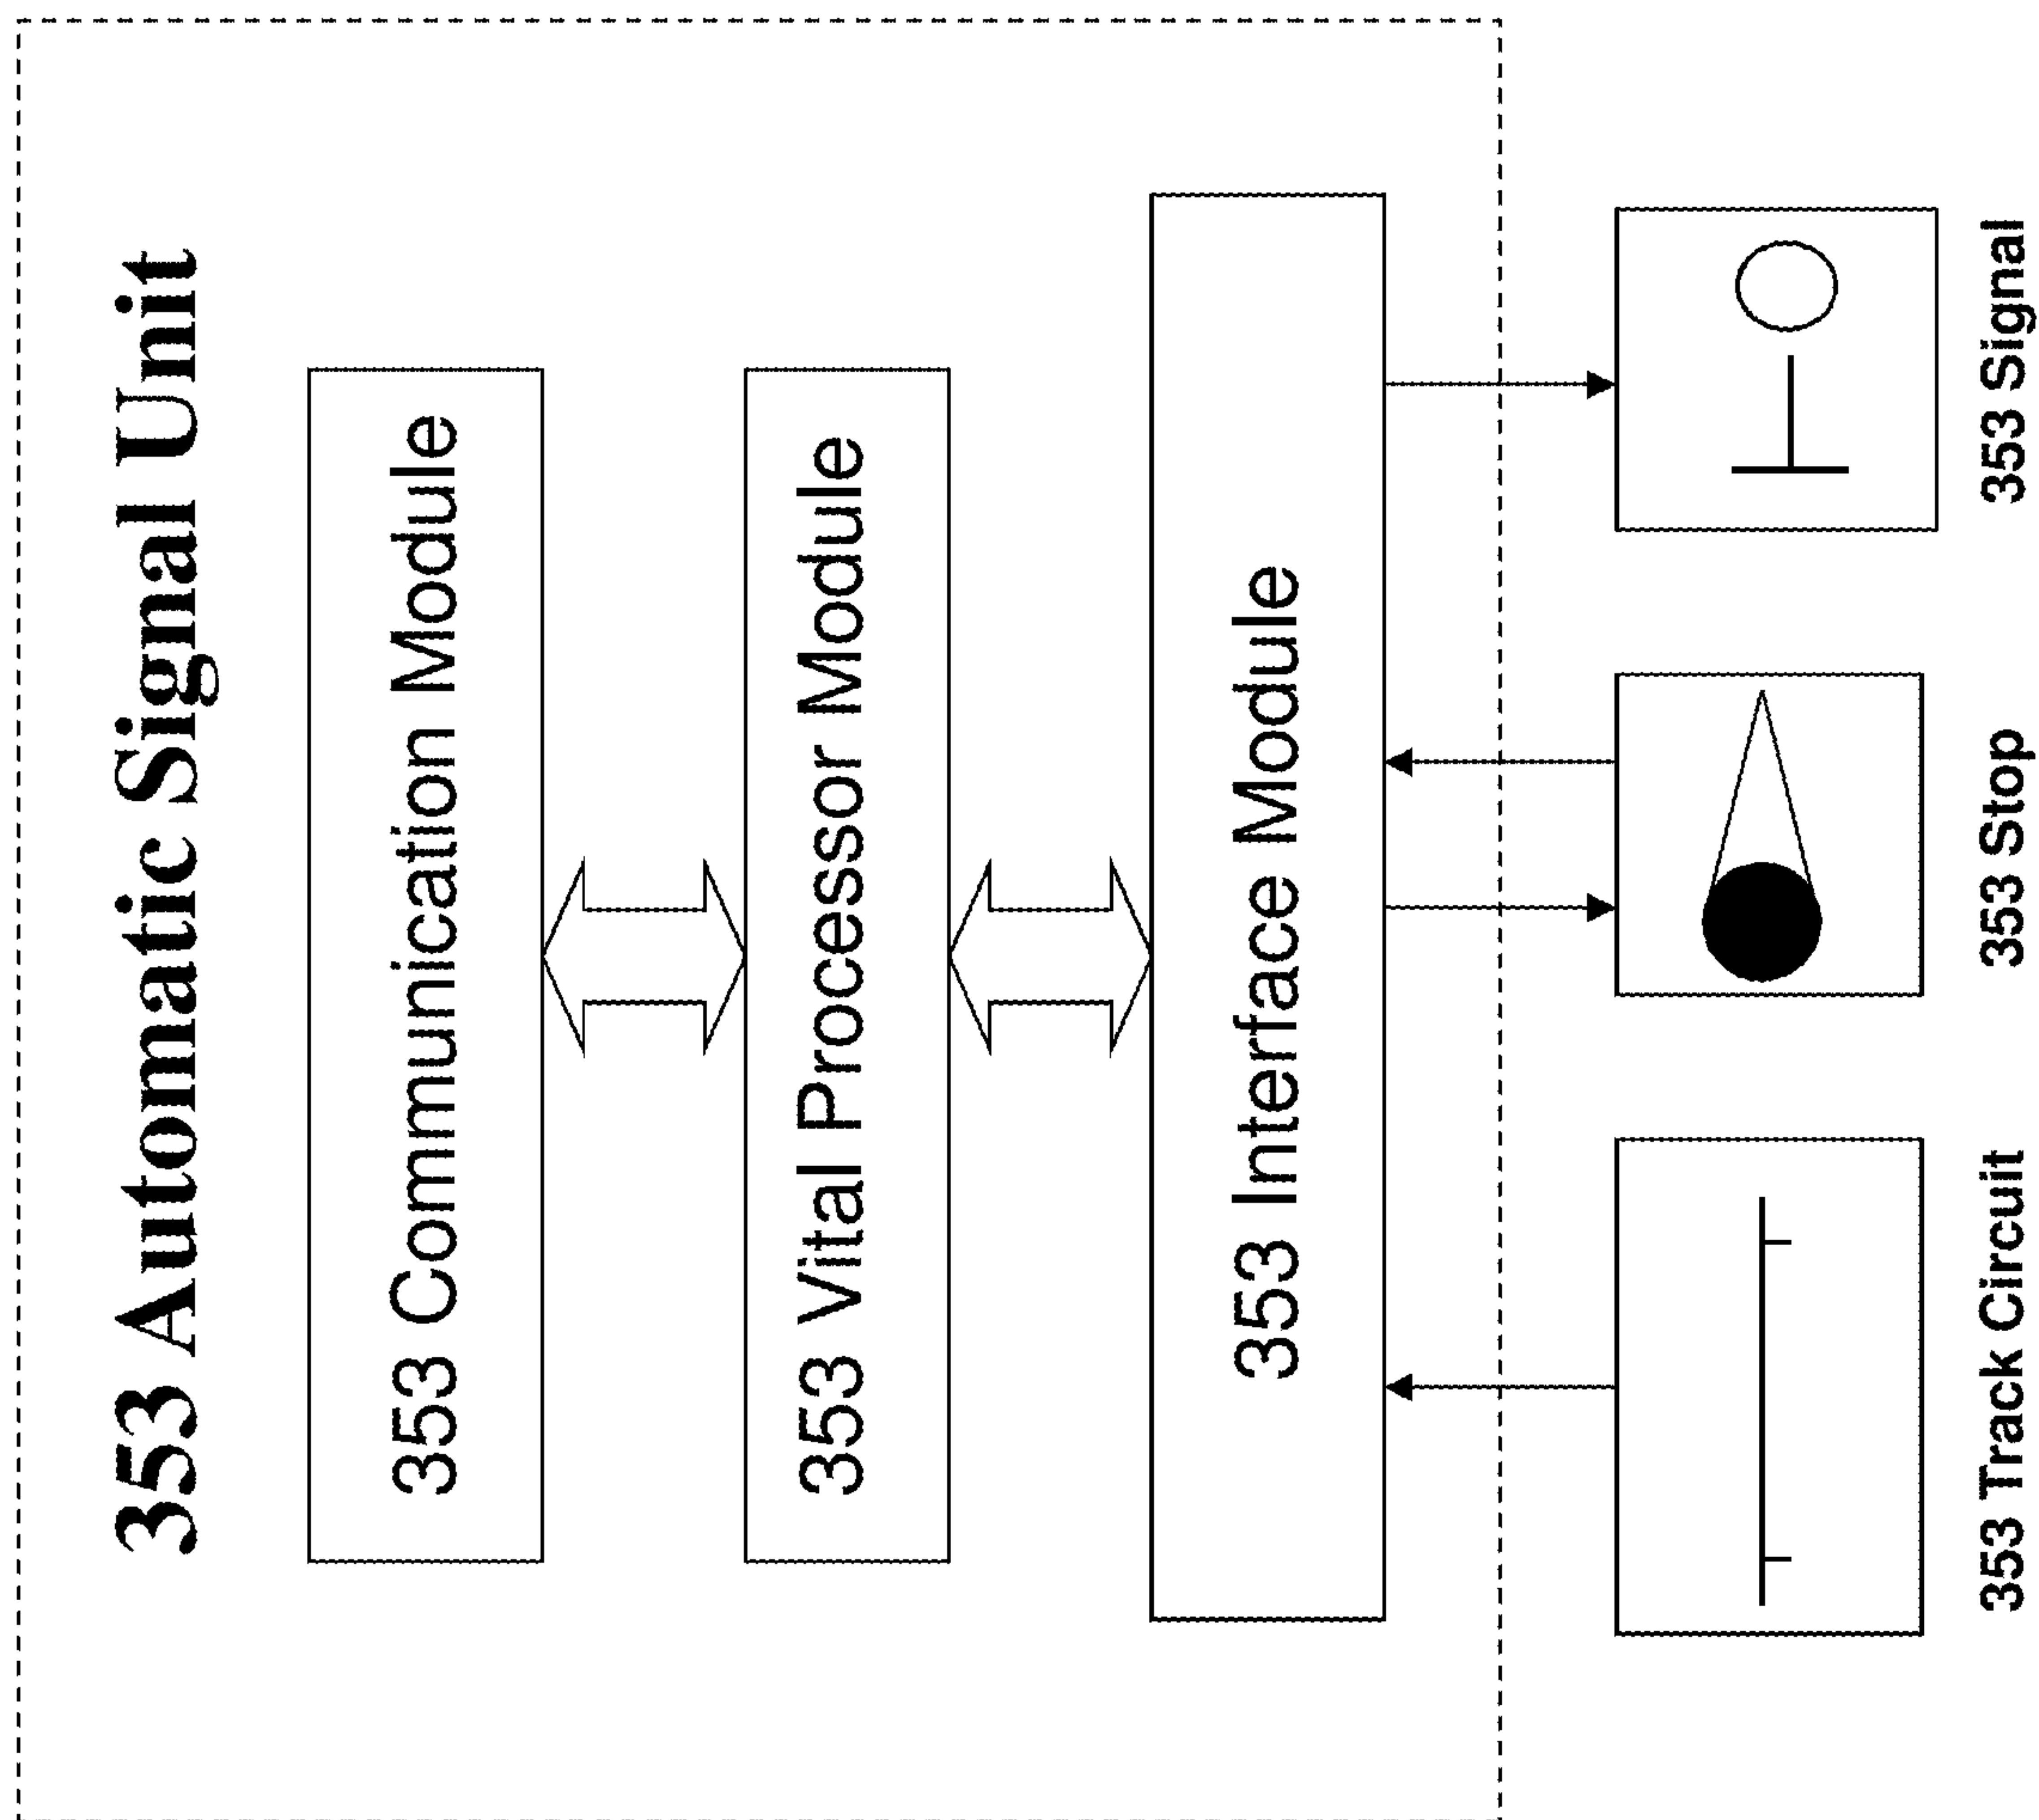 353 Automatic Signal Unit
353 Communication Module
353 Vital Processor Module
353 Interface Module
353 Track Circuit
353 Stop
353 Signal